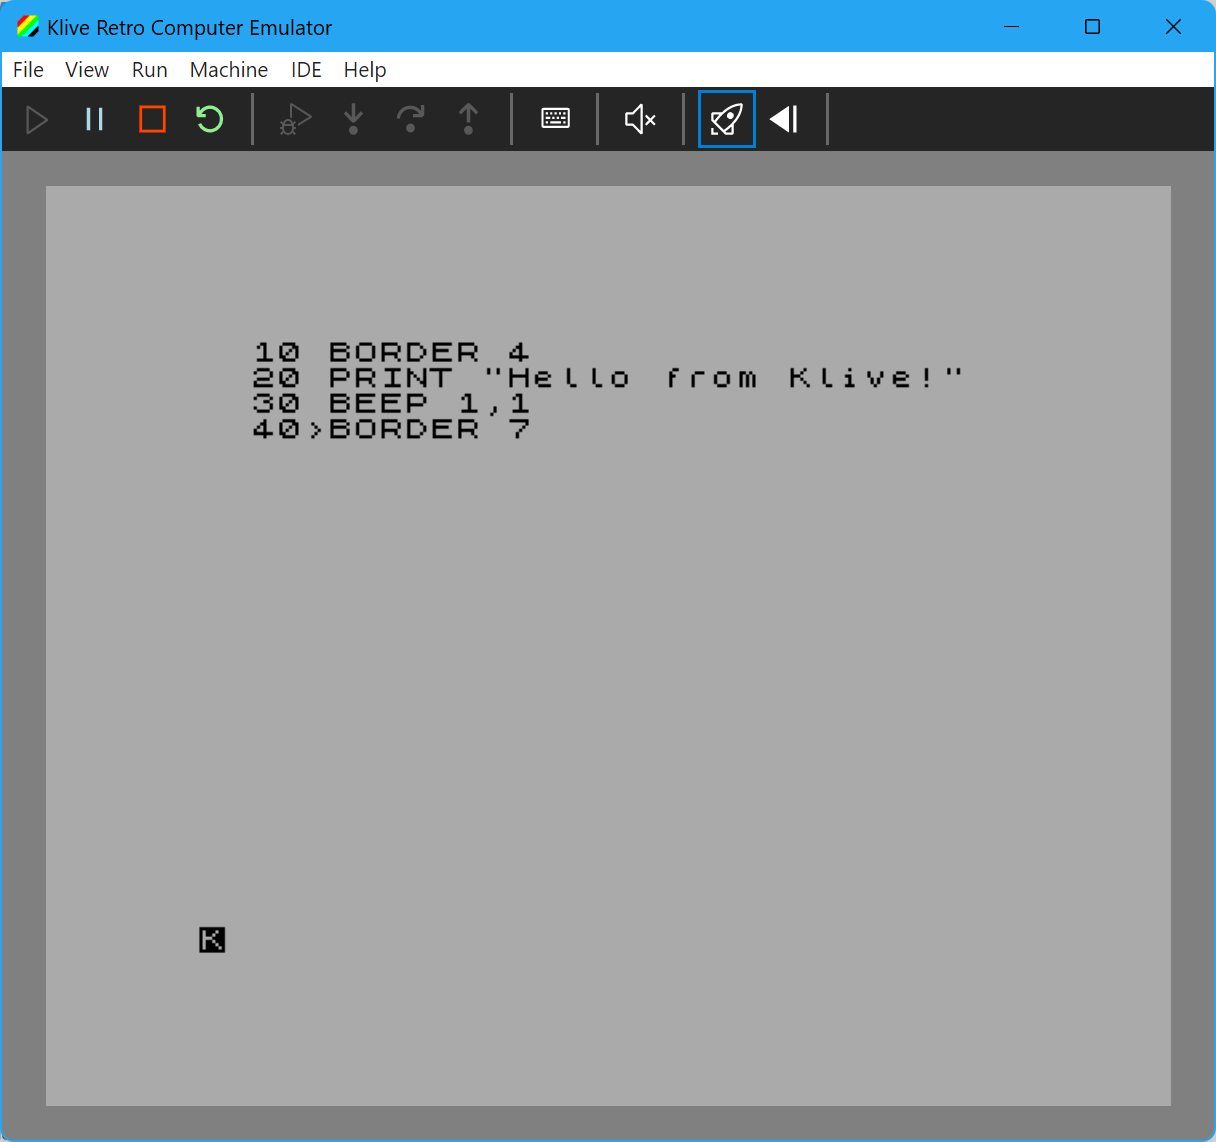 Klive Retro Computer Emulator
File View Run Machine IDE Help
10 BORDER 4
20 PRINT "Hello from Klive!"
30 BEEP 1,1
40>BORDER 7
K